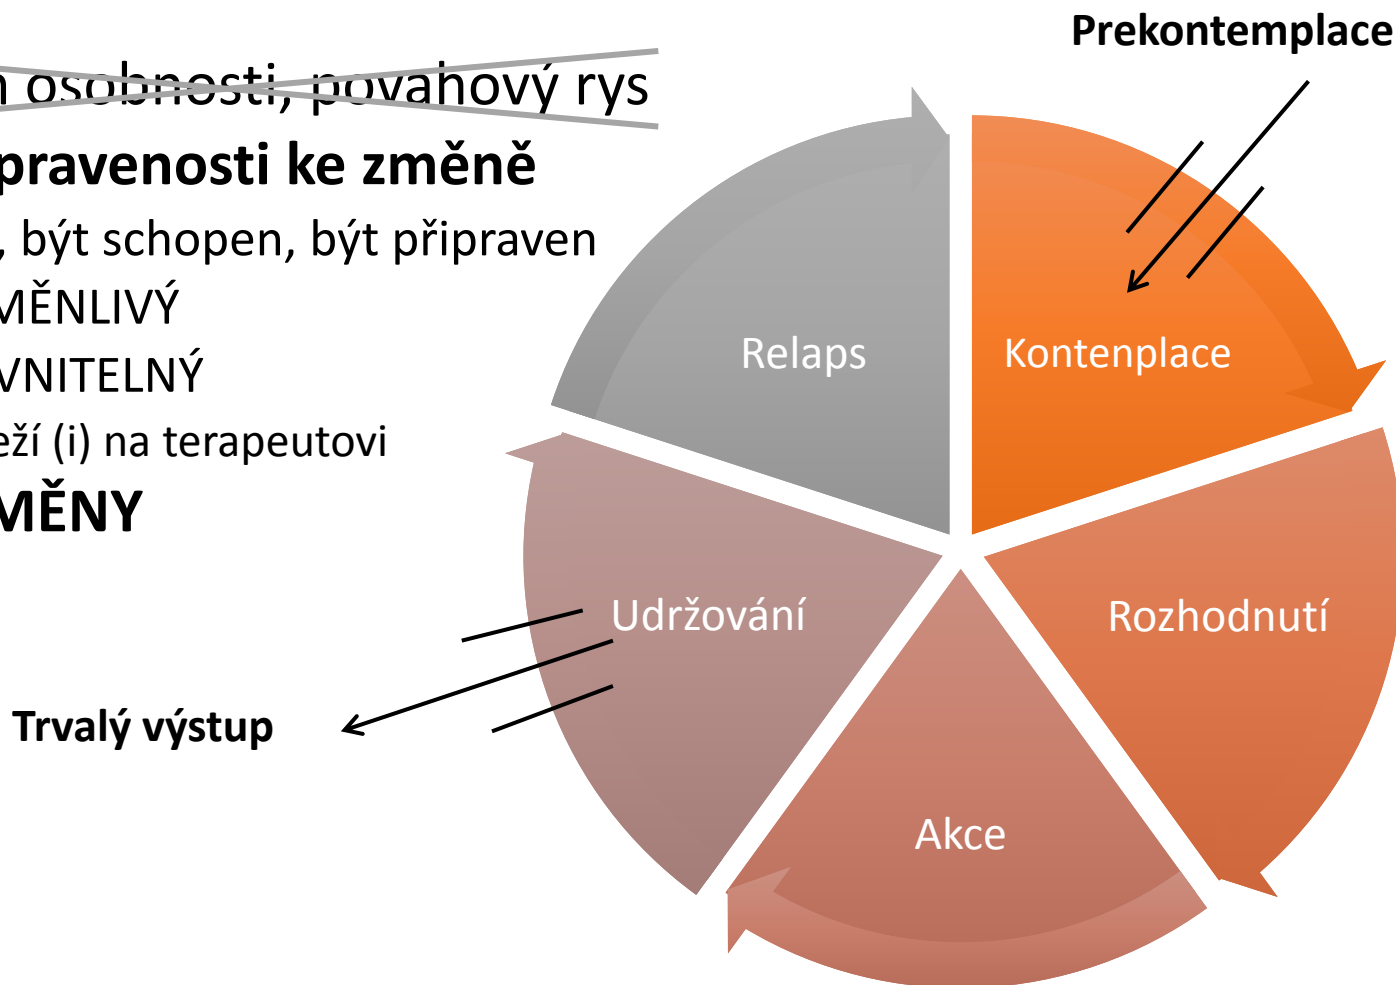 Prekontemplace
osobnosti, povahový rys
pravenosti ke změně
, být schopen, být připraven
MĚNLIVÝ
VNITELNÝ
eží (i) na terapeutovi
MĚNY
Relaps
Kontenplace
Udržování
Rozhodnutí
Trvalý výstup
Akce